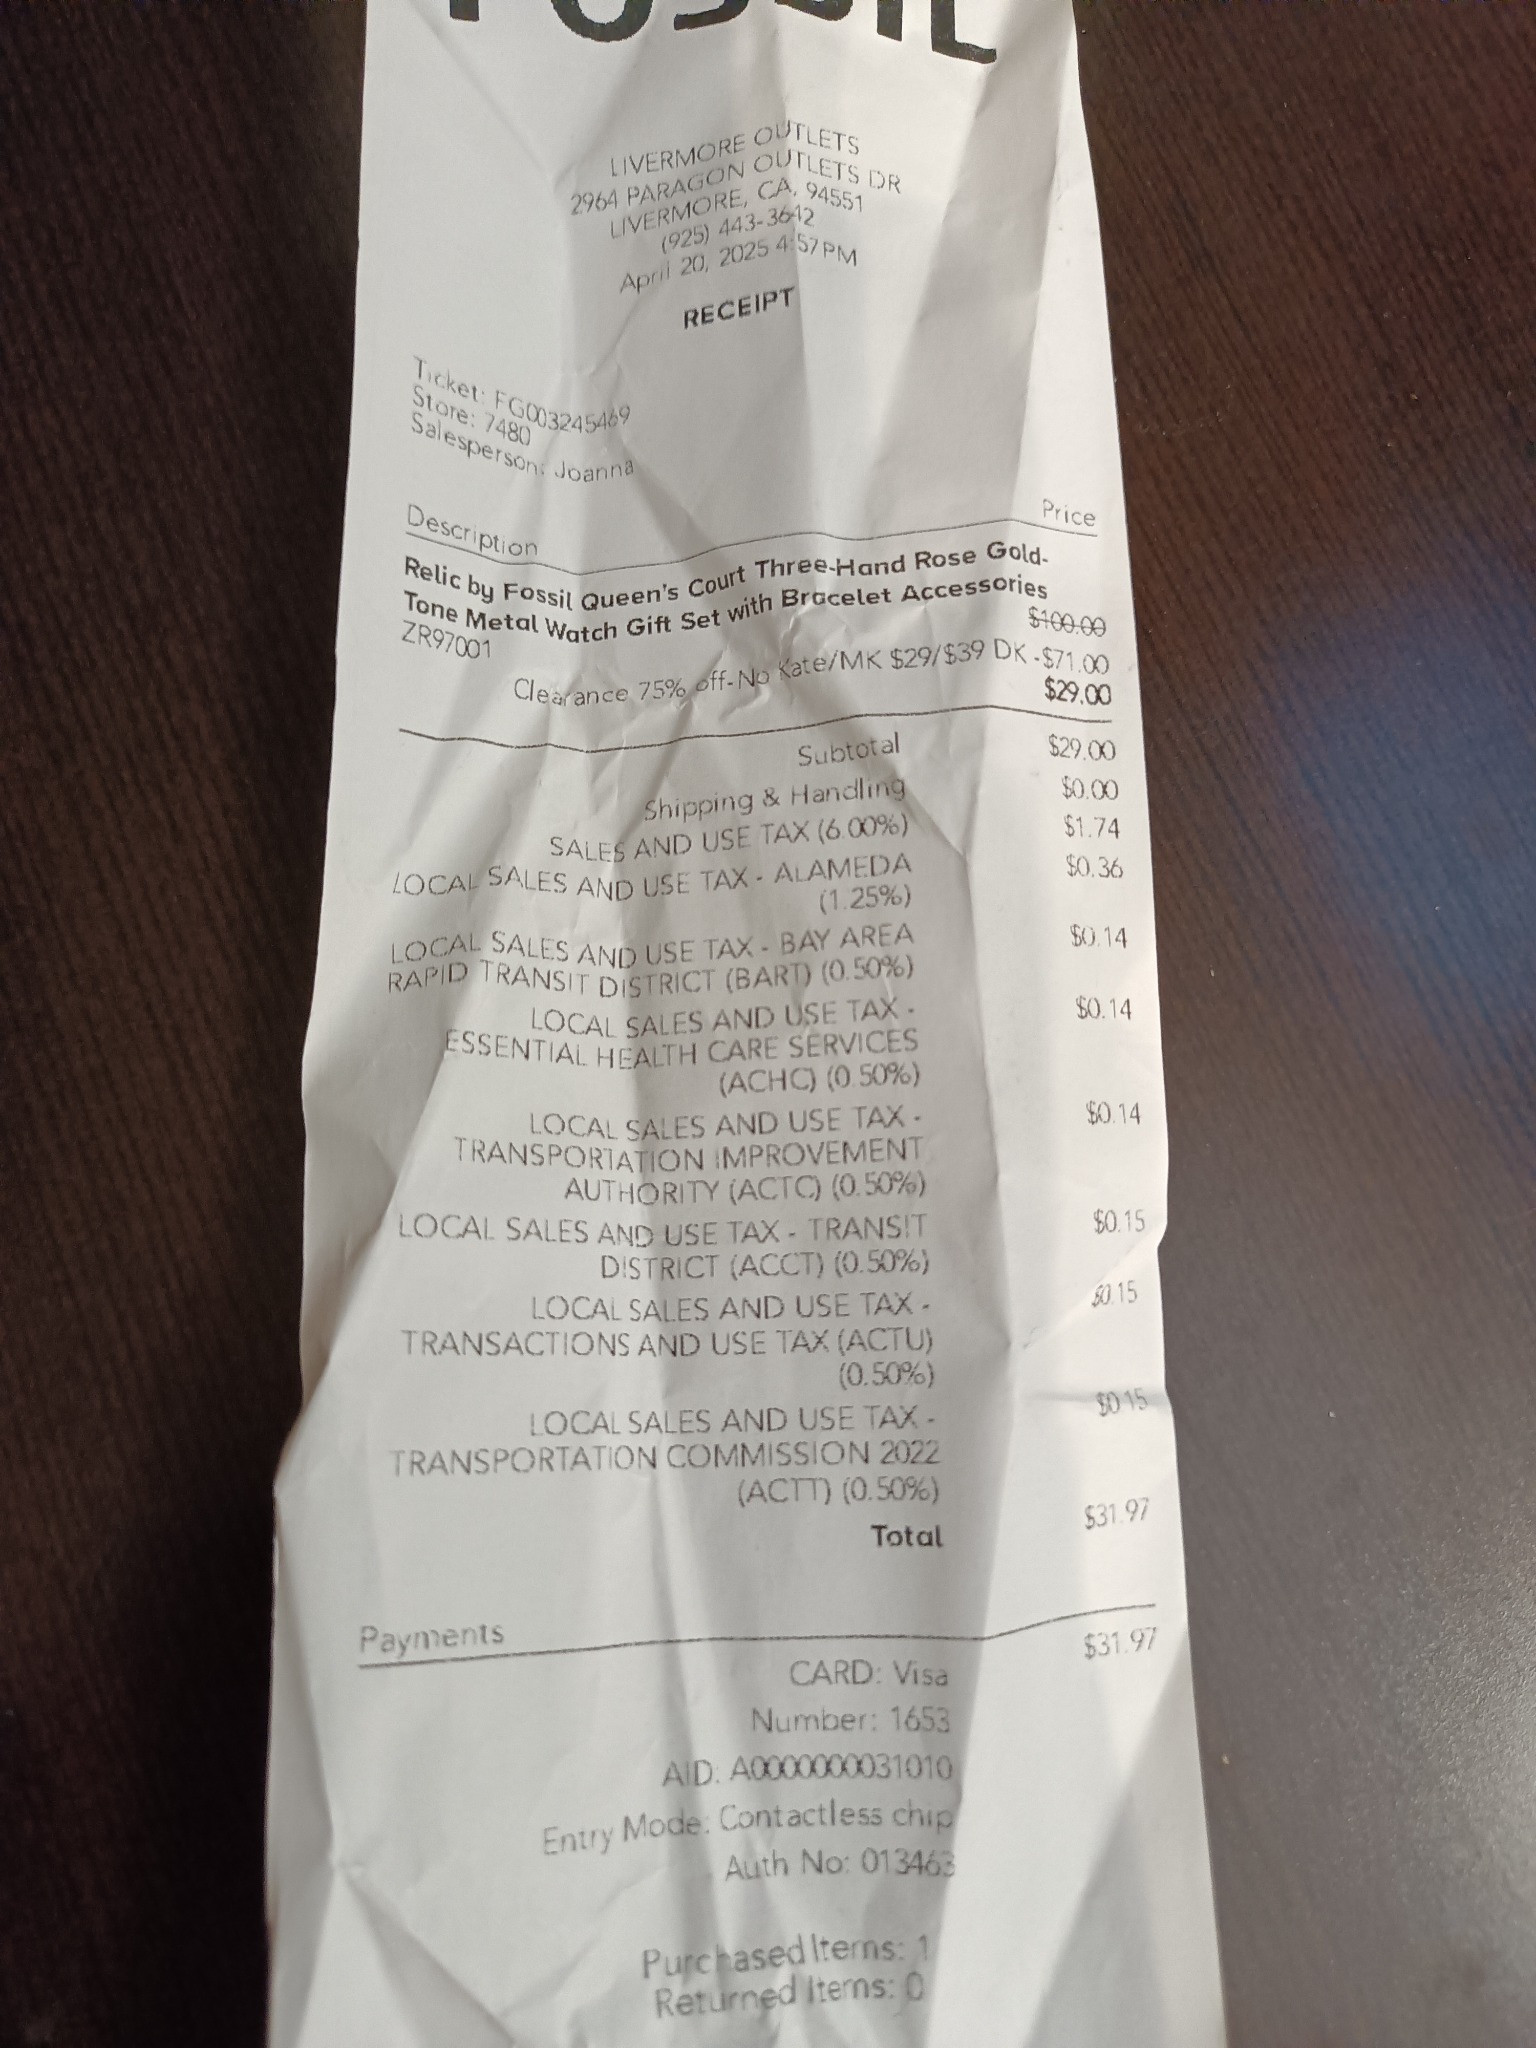 FOSSIL
LIVERMORE OUTLETS
2964 PARAGON OUTLETS DR
LIVERMORE, CA, 94551
(925) 443-3642
April 20, 2025 4:57 PM
RECEIPT
Ticket: FG003245469
Store: 7480
Salesperson: Joanna
Description Price
Relic by Fossil Queen's Court Three-Hand Rose Gold-
Tone Metal Watch Gift Set with Bracelet Accessories
ZR97001 $100.00
Clearance 75% off-No Kate/MK $29/$39 DK -$71.00
$29.00
Subtotal $29.00
Shipping & Handling $0.00
SALES AND USE TAX (6.00%) $1.74
LOCAL SALES AND USE TAX - ALAMEDA $0.36
(1.25%)
LOCAL SALES AND USE TAX - BAY AREA $0.14
RAPID TRANSIT DISTRICT (BART) (0.50%)
LOCAL SALES AND USE TAX - $0.14
ESSENTIAL HEALTH CARE SERVICES
(ACHC) (0.50%)
LOCAL SALES AND USE TAX - $0.14
TRANSPORTATION IMPROVEMENT
AUTHORITY (ACTC) (0.50%)
LOCAL SALES AND USE TAX - TRANSIT $0.15
DISTRICT (ACCT) (0.50%)
LOCAL SALES AND USE TAX - $0.15
TRANSACTIONS AND USE TAX (ACTU)
(0.50%)
LOCAL SALES AND USE TAX - $0.15
TRANSPORTATION COMMISSION 2022
(ACTT) (0.50%)
Total $31.97
Payments
CARD: Visa $31.97
Number: 1653
AID: A0000000031010
Entry Mode: Contactless chip
Auth No: 013463
Purchased Items: 1
Returned Items: 0